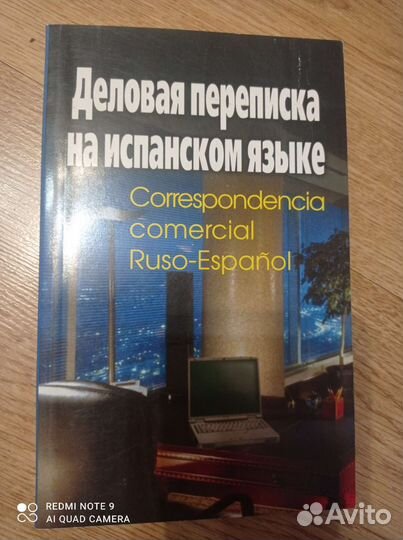 Деловая переписка
на испанском языке
Correspondencia
comercial
Ruso-Español
REDMI NOTE 9
AI QUAD CAMERA
Avito